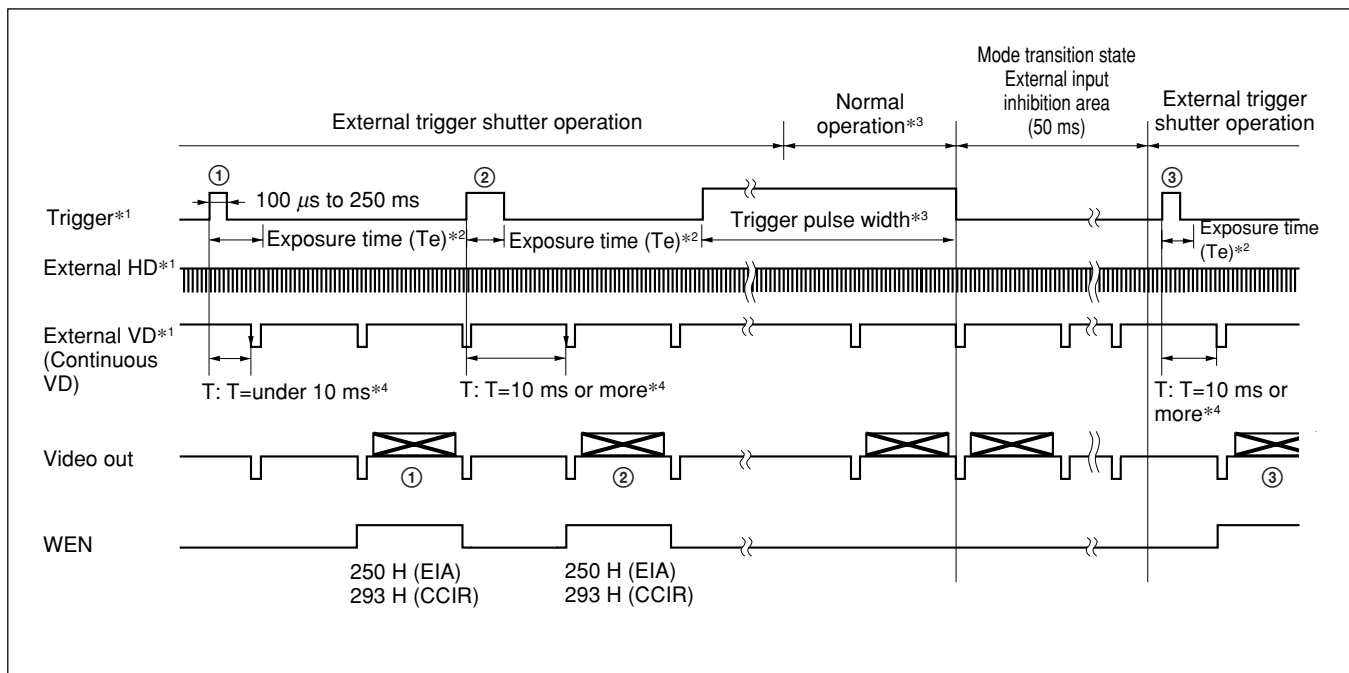 Mode transition state
External input
inhibition area
(50 ms)
External trigger shutter operation
Normal
operation*3
External trigger
shutter operation
① ② ③
100 µs to 250 ms
Trigger*1
Trigger pulse width*3
Exposure time (Te)*2
Exposure time (Te)*2
Exposure time
(Te)*2
External HD*1
External VD*1
(Continuous
VD)
T: T=under 10 ms*4
T: T=10 ms or more*4
T: T=10 ms or
more*4
Video out
① ② ③
WEN
250 H (EIA)
293 H (CCIR)
250 H (EIA)
293 H (CCIR)